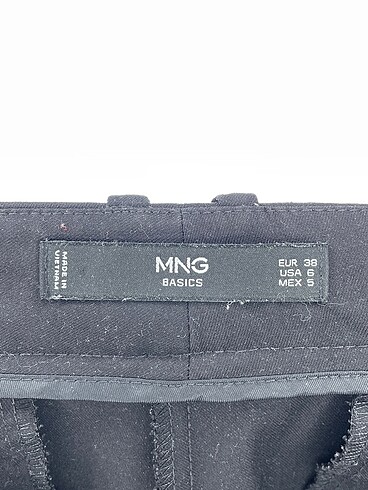 MADE IN
VIETNAM
MNG
BASICS
EUR 38
USA 6
MEX 5